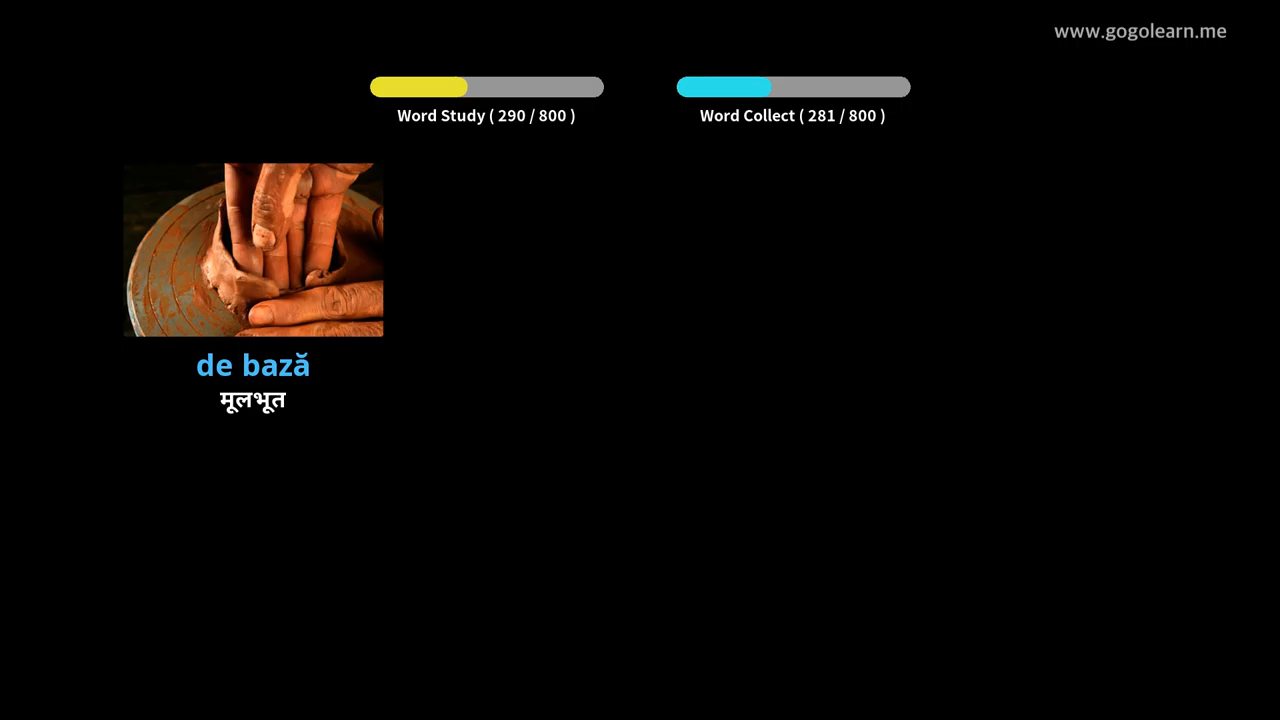 www.gogolearn.me
Word Study ( 290 / 800 )
Word Collect ( 281 / 800 )
de bază
मूलभूत